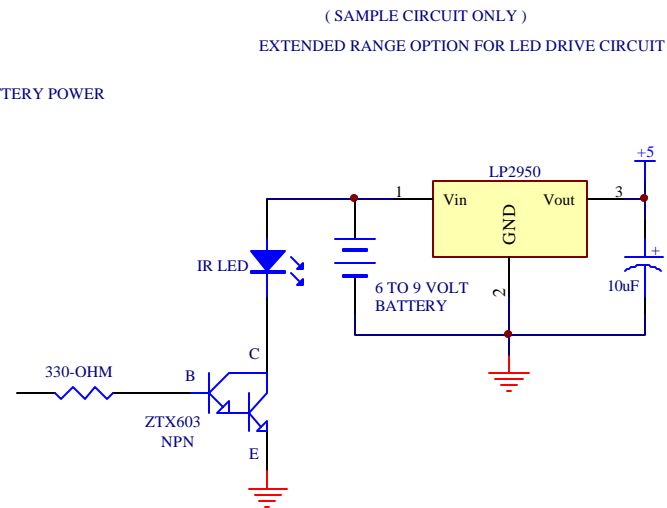 ( SAMPLE CIRCUIT ONLY )
EXTENDED RANGE OPTION FOR LED DRIVE CIRCUIT
TERY POWER
+5
LP2950
1
Vin
GND
Vout
3
2
+
10uF
IR LED
6 TO 9 VOLT
BATTERY
C
330-OHM
B
ZTX603
NPN
E